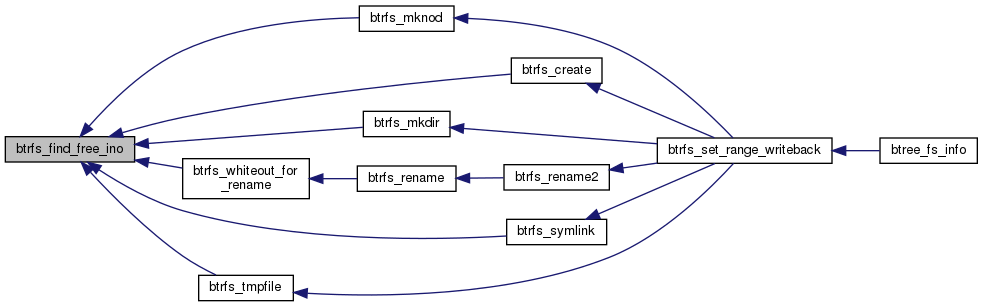 btrfs_mknod
btrfs_create
btrfs_mkdir
btrfs_find_free_ino
btrfs_set_range_writeback
btree_fs_info
btrfs_whiteout_for
_rename
btrfs_rename
btrfs_rename2
btrfs_symlink
btrfs_tmpfile